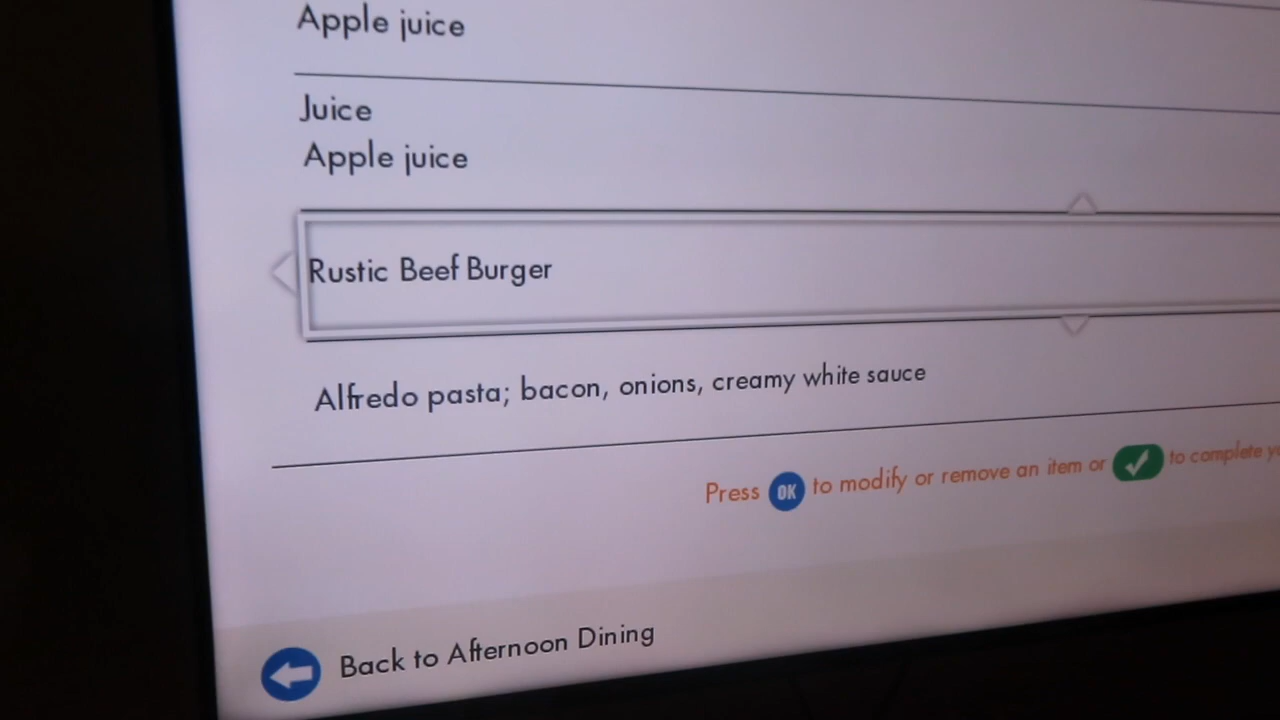 Apple juice
Juice
Apple juice
Rustic Beef Burger
Alfredo pasta; bacon, onions, creamy white sauce
Press OK to modify or remove an item or to complete
Back to Afternoon Dining